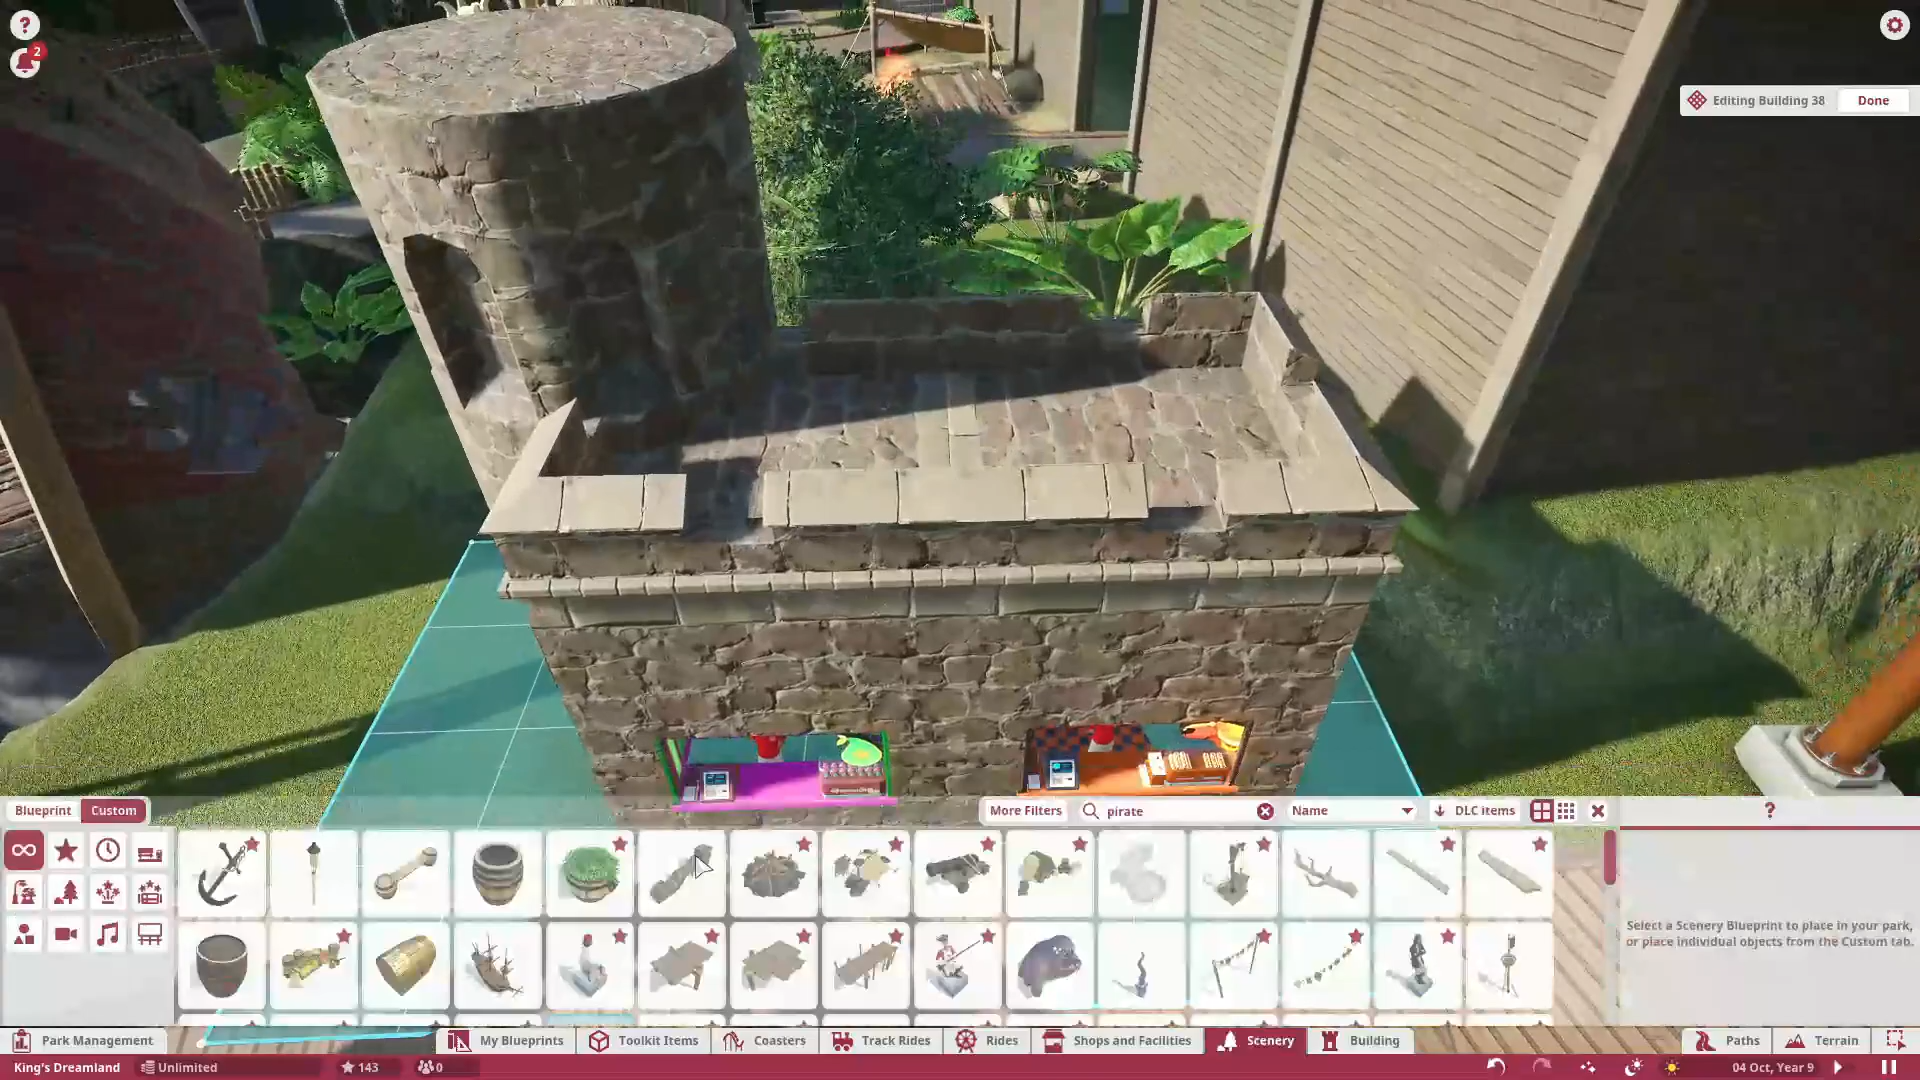 ?
2
Editing Building 38
Done
Blueprint
Custom
More Filters
pirate
Name
DLC items
?
Select a Scenery Blueprint to place in your park,
or place individual objects from the Custom tab.
Park Management
My Blueprints
Toolkit Items
Coasters
Track Rides
Rides
Shops and Facilities
Scenery
Building
Paths
Terrain
King's Dreamland
Unlimited
143
0
04 Oct, Year 9